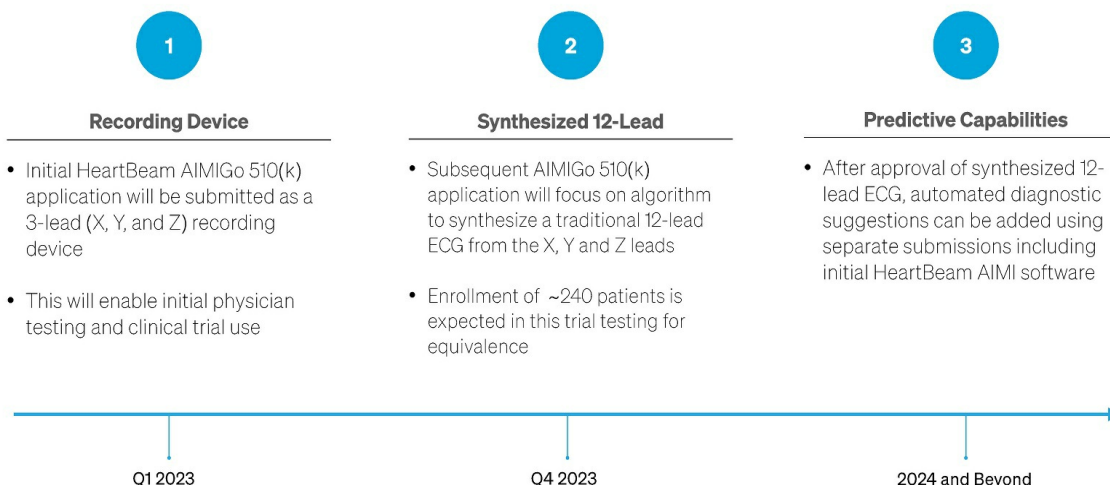 1
Recording Device
• Initial HeartBeam AIMIGo 510(k)
application will be submitted as a
3-lead (X, Y, and Z) recording
device
• This will enable initial physician
testing and clinical trial use
2
Synthesized 12-Lead
• Subsequent AIMIGo 510(k)
application will focus on algorithm
to synthesize a traditional 12-lead
ECG from the X, Y and Z leads
• Enrollment of ~240 patients is
expected in this trial testing for
equivalence
3
Predictive Capabilities
• After approval of synthesized 12-
lead ECG, automated diagnostic
suggestions can be added using
separate submissions including
initial HeartBeam AIMI software
Q1 2023
Q4 2023
2024 and Beyond